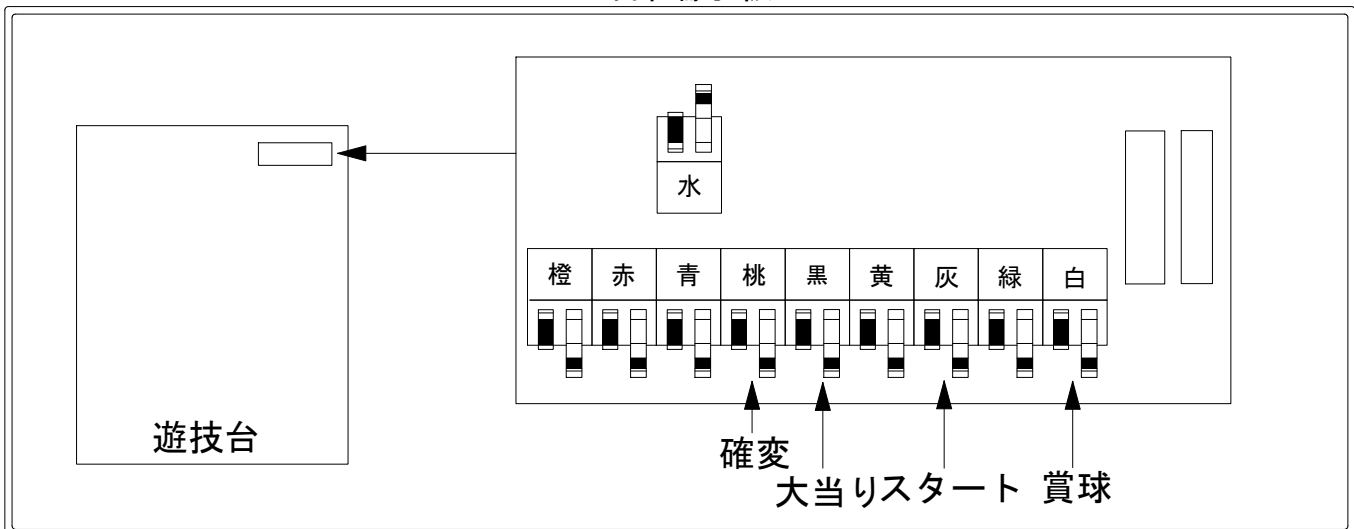 水
橙 赤 青 桃 黒 黄 灰 緑 白
遊技台
確変
大当り スタート 賞球